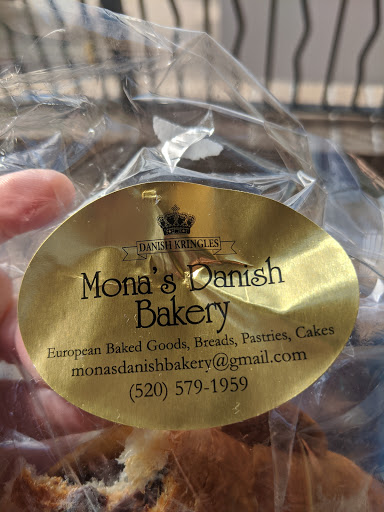 DANISH KRINGLES
Mona's Danish
Bakery
European Baked Goods, Breads, Pastries, Cakes
monasdanishbakery@gmail.com
(520) 579-1959